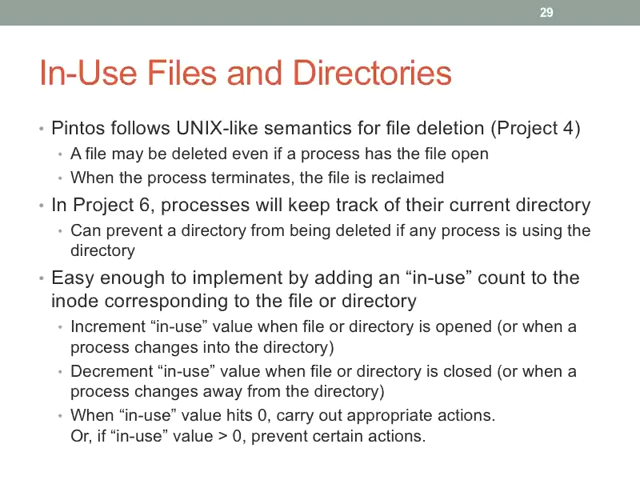 29
In-Use Files and Directories
• Pintos follows UNIX-like semantics for file deletion (Project 4)
• A file may be deleted even if a process has the file open
• When the process terminates, the file is reclaimed
• In Project 6, processes will keep track of their current directory
• Can prevent a directory from being deleted if any process is using the
directory
• Easy enough to implement by adding an “in-use” count to the
inode corresponding to the file or directory
• Increment “in-use” value when file or directory is opened (or when a
process changes into the directory)
• Decrement “in-use” value when file or directory is closed (or when a
process changes away from the directory)
• When “in-use” value hits 0, carry out appropriate actions.
Or, if “in-use” value > 0, prevent certain actions.